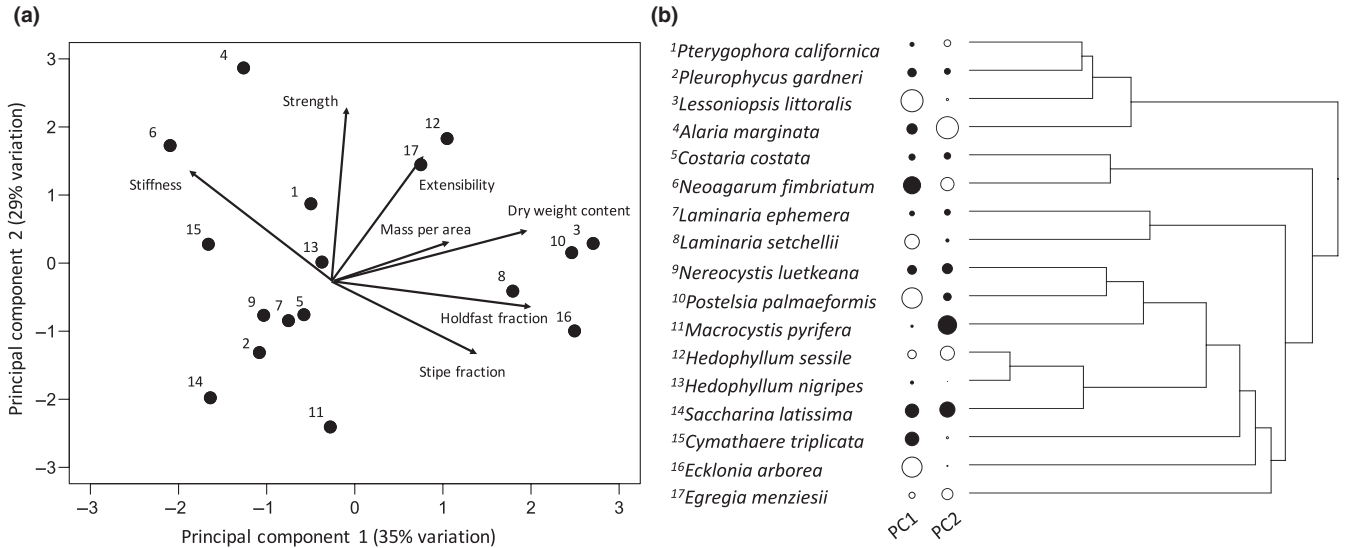 (a)
(b)
3
2
1
0
−1
−2
−3
Principal component 2 (29% variation)
4
6
12
17
1
15
13
3
10
8
16
9
7
5
2
14
11
Strength
Stiffness
Extensibility
Dry weight content
Mass per area
Holdfast fraction
Stipe fraction
−3
−2
−1
0
1
2
3
Principal component 1 (35% variation)
1Pterygophora californica
2Pleurophycus gardneri
3Lessoniopsis littoralis
4Alaria marginata
5Costaria costata
6Neoagarum fimbriatum
7Laminaria ephemera
8Laminaria setchellii
9Nereocystis luetkeana
10Postelsia palmaeformis
11Macrocystis pyrifera
12Hedophyllum sessile
13Hedophyllum nigripes
14Saccharina latissima
15Cymathaere triplicata
16Ecklonia arborea
17Egregia menziesii
PC1
PC2